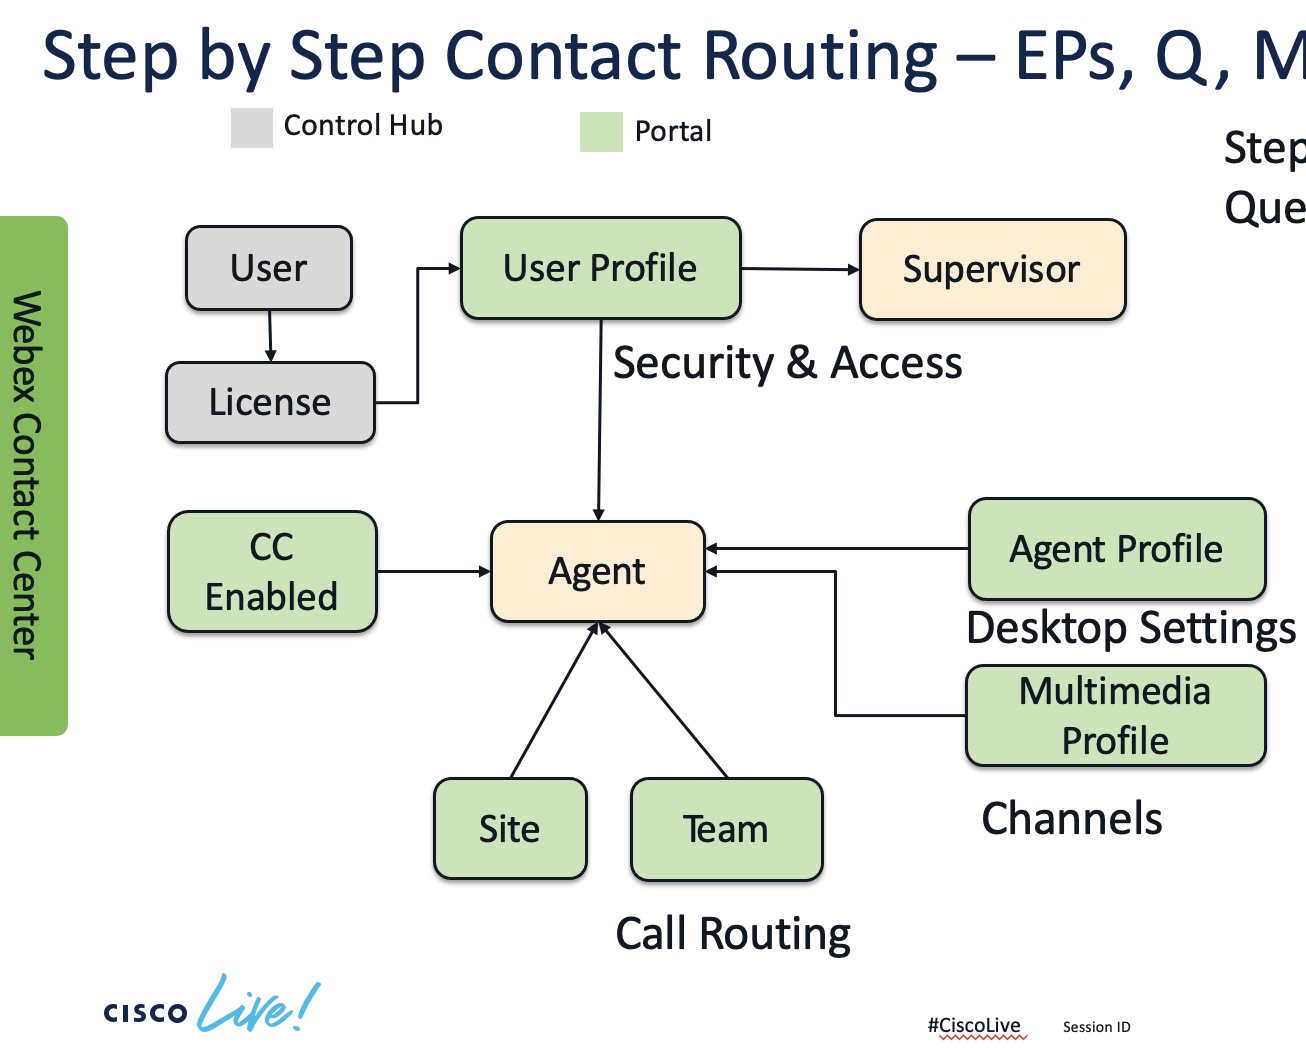 Step by Step Contact Routing – EPs, Q, M
Control Hub
Portal
Step
Que
Webex Contact Center
User
User Profile
Supervisor
Security & Access
License
CC
Enabled
Agent
Agent Profile
Desktop Settings
Multimedia
Profile
Site
Team
Channels
Call Routing
CISCO Live!
#CiscoLive
Session ID